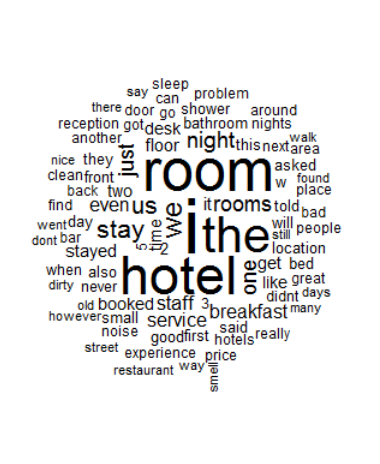 sleep
say can problem
there door go shower around
reception got desk bathroom nights
another floor night this next walk area
nice they just room asked
clean front w found
back two place
find even us we it rooms told bad
went day stay i the will people
dont bar 5 time 2 still
stayed location
when also hotel one get bed
dirty never like great
old booked staff 3 breakfast didnt days
however small service said many
noise good first hotels really
street experience price
restaurant way smell